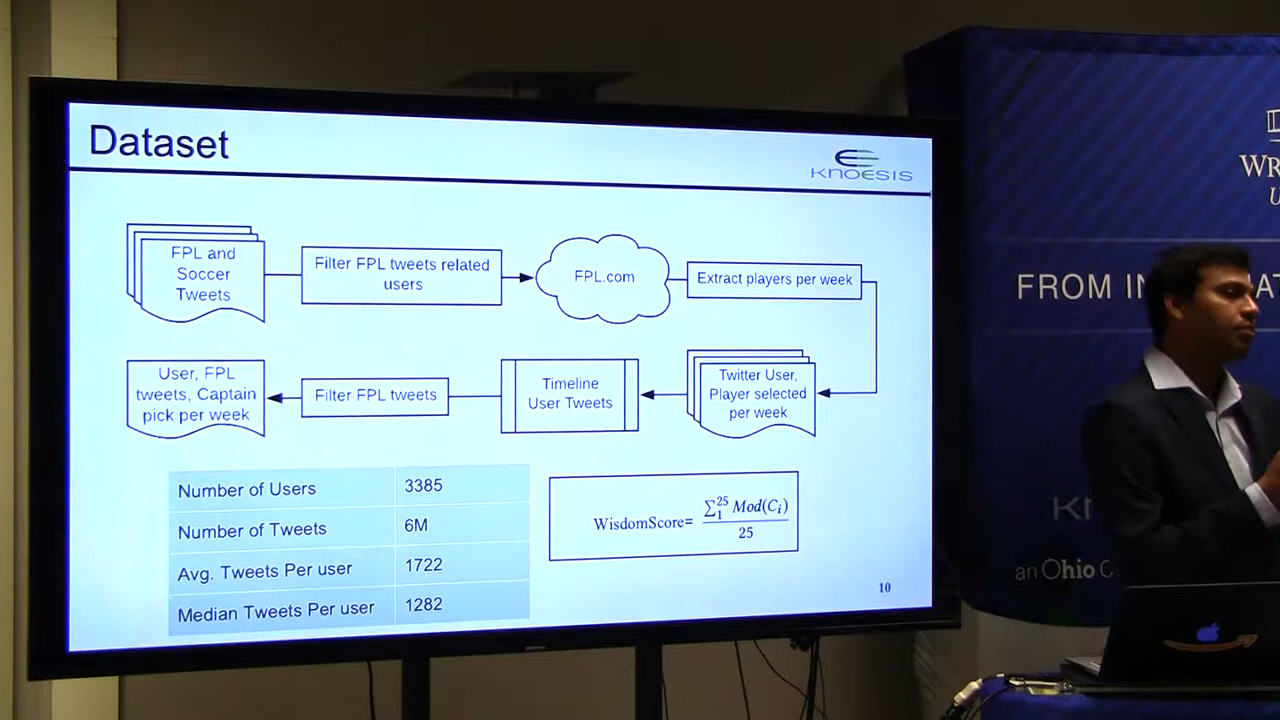 Dataset
KNOESIS
FPL and
Soccer
Tweets
Filter FPL tweets related
users
FPL.com
Extract players per week
User, FPL
tweets, Captain
pick per week
Filter FPL tweets
Timeline
User Tweets
Twitter User,
Player selected
per week
Number of Users 3385
Number of Tweets 6M
Avg. Tweets Per user 1722
Median Tweets Per user 1282
WisdomScore= ∑₁²⁵ Mod(Cᵢ)
25
10
FROM
an Ohio